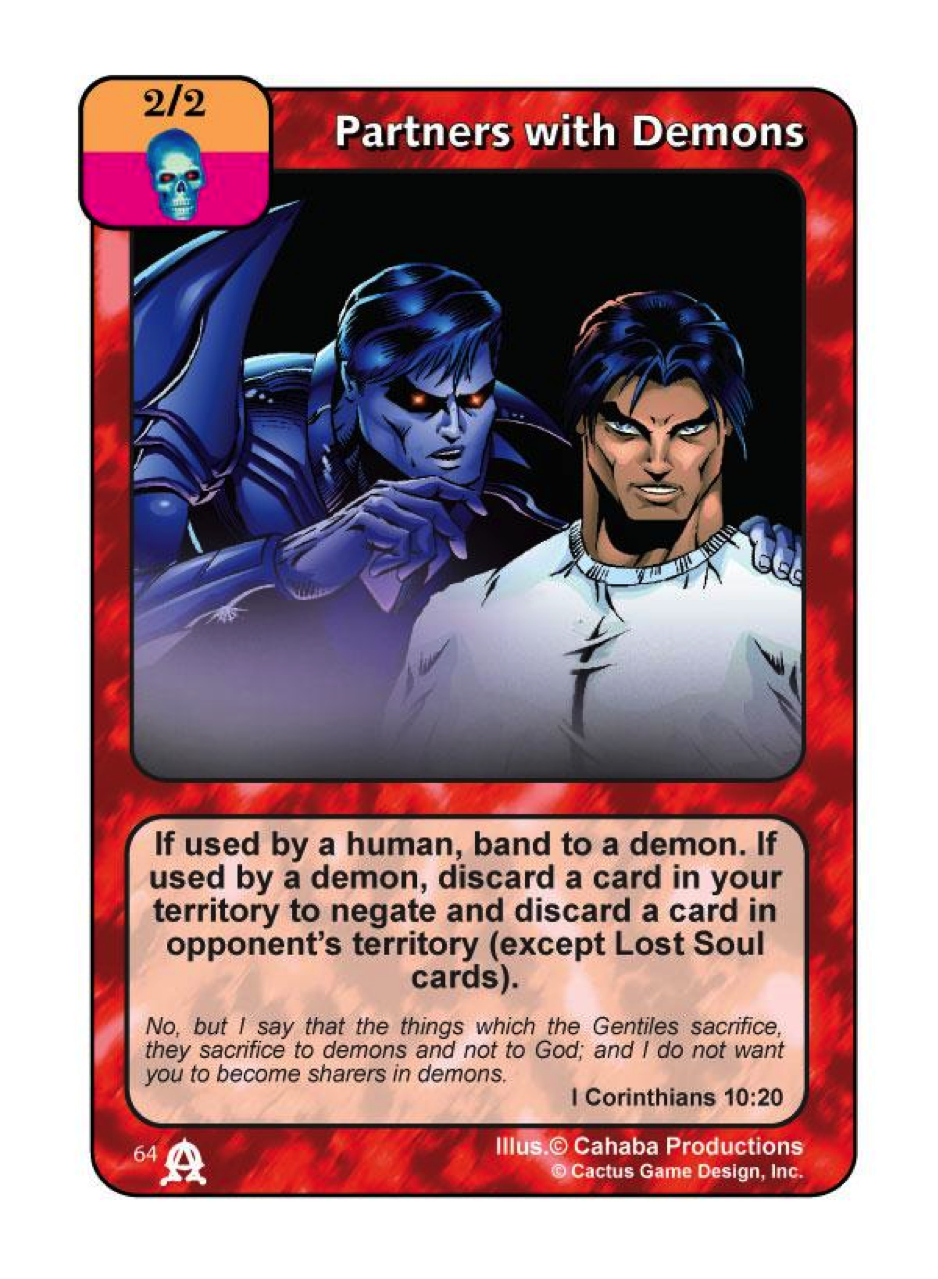 2/2
Partners with Demons
If used by a human, band to a demon. If
used by a demon, discard a card in your
territory to negate and discard a card in
opponent's territory (except Lost Soul
cards).
No, but I say that the things which the Gentiles sacrifice,
they sacrifice to demons and not to God; and I do not want
you to become sharers in demons.
I Corinthians 10:20
64
Illus.© Cahaba Productions
© Cactus Game Design, Inc.